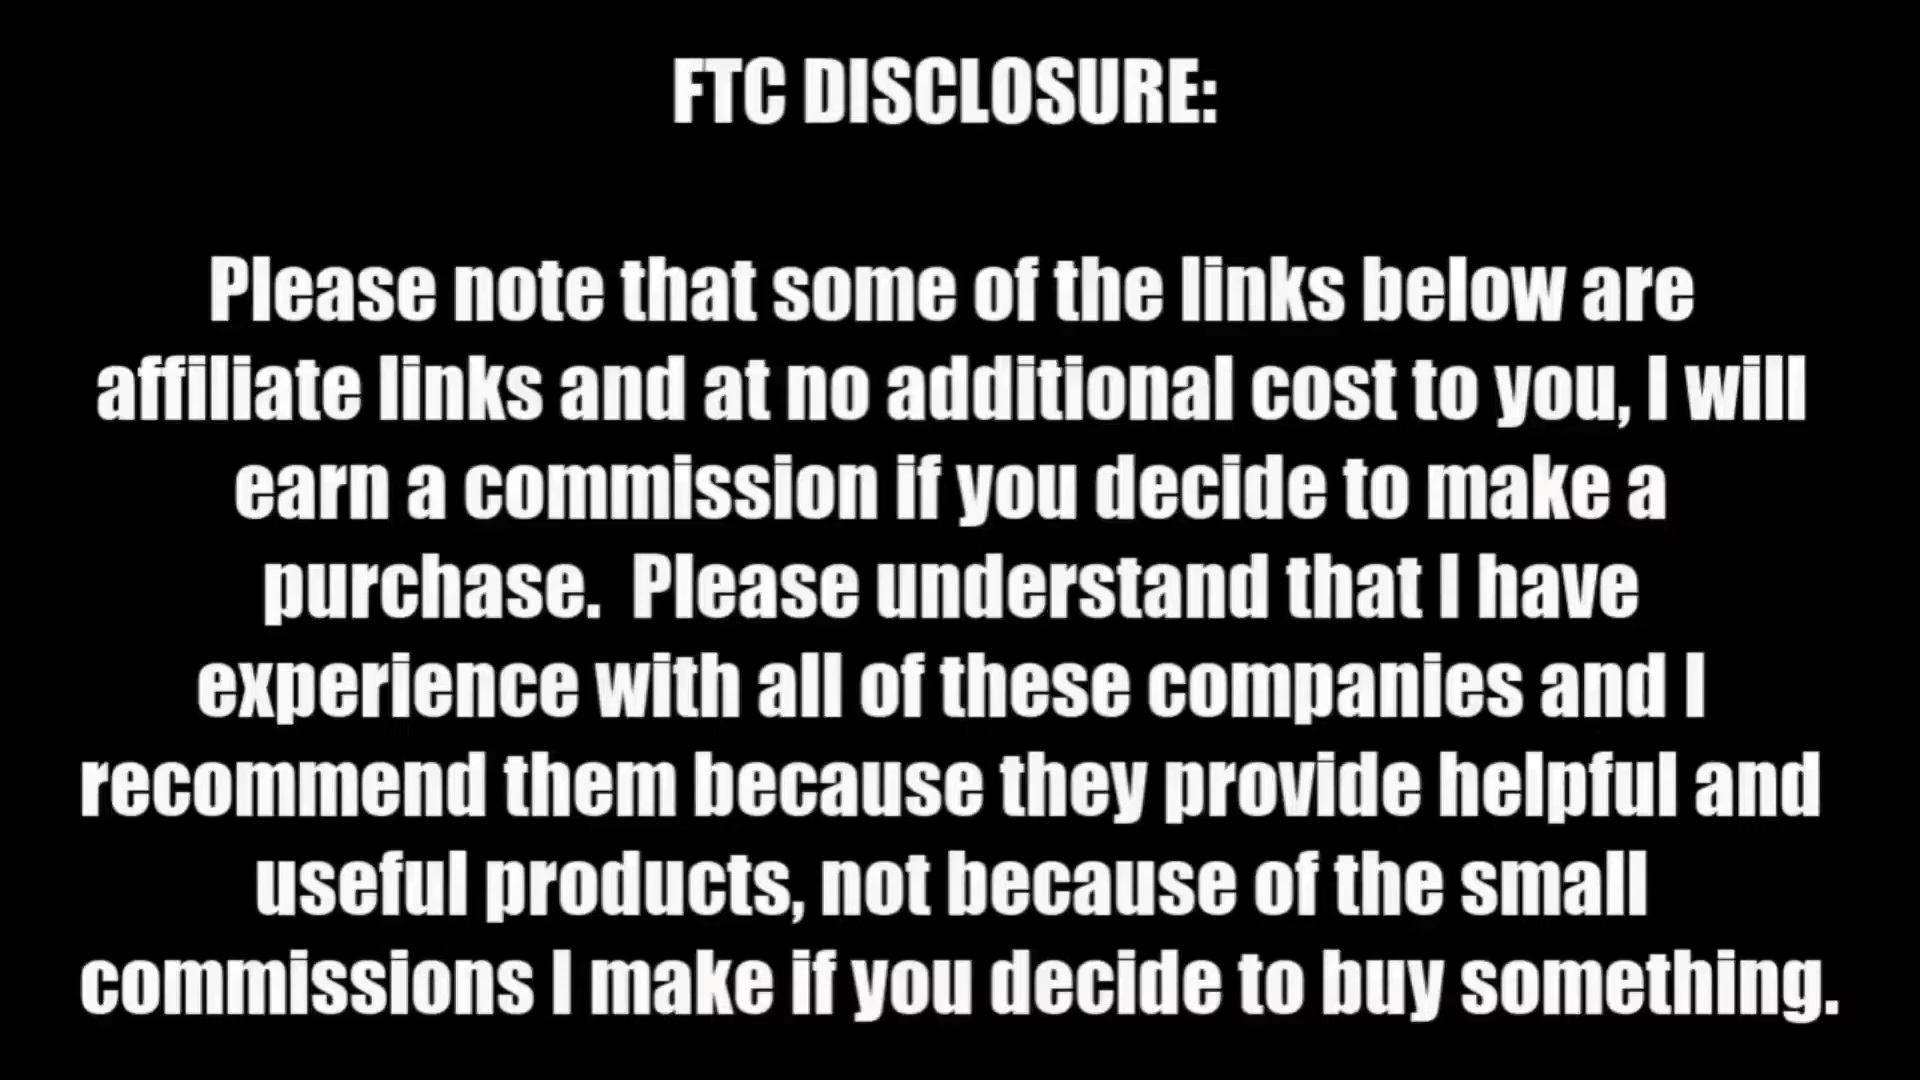 FTC DISCLOSURE:
Please note that some of the links below are
affiliate links and at no additional cost to you, I will
earn a commission if you decide to make a
purchase.  Please understand that I have
experience with all of these companies and I
recommend them because they provide helpful and
useful products, not because of the small
commissions I make if you decide to buy something.